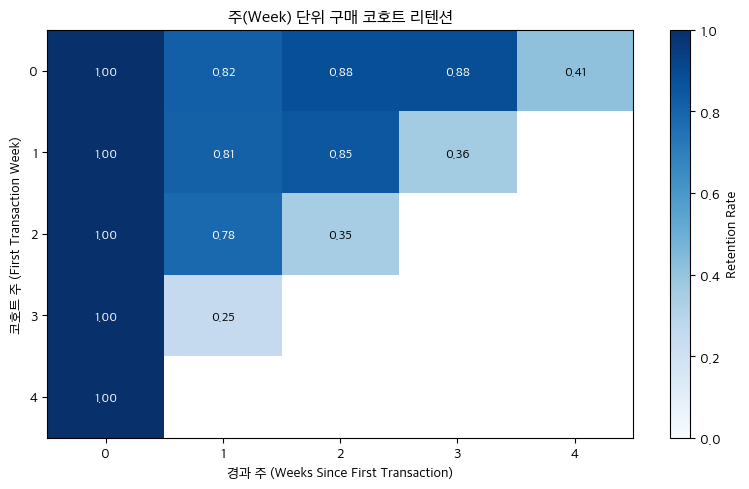 주(Week) 단위 구매 코호트 리텐션
코호트 주 (First Transaction Week)
0 1.00 0.82 0.88 0.88 0.41
1 1.00 0.81 0.85 0.36
2 1.00 0.78 0.35
3 1.00 0.25
4 1.00
0 1 2 3 4
경과 주 (Weeks Since First Transaction)
1.0
0.8
0.6
0.4
0.2
0.0
Retention Rate